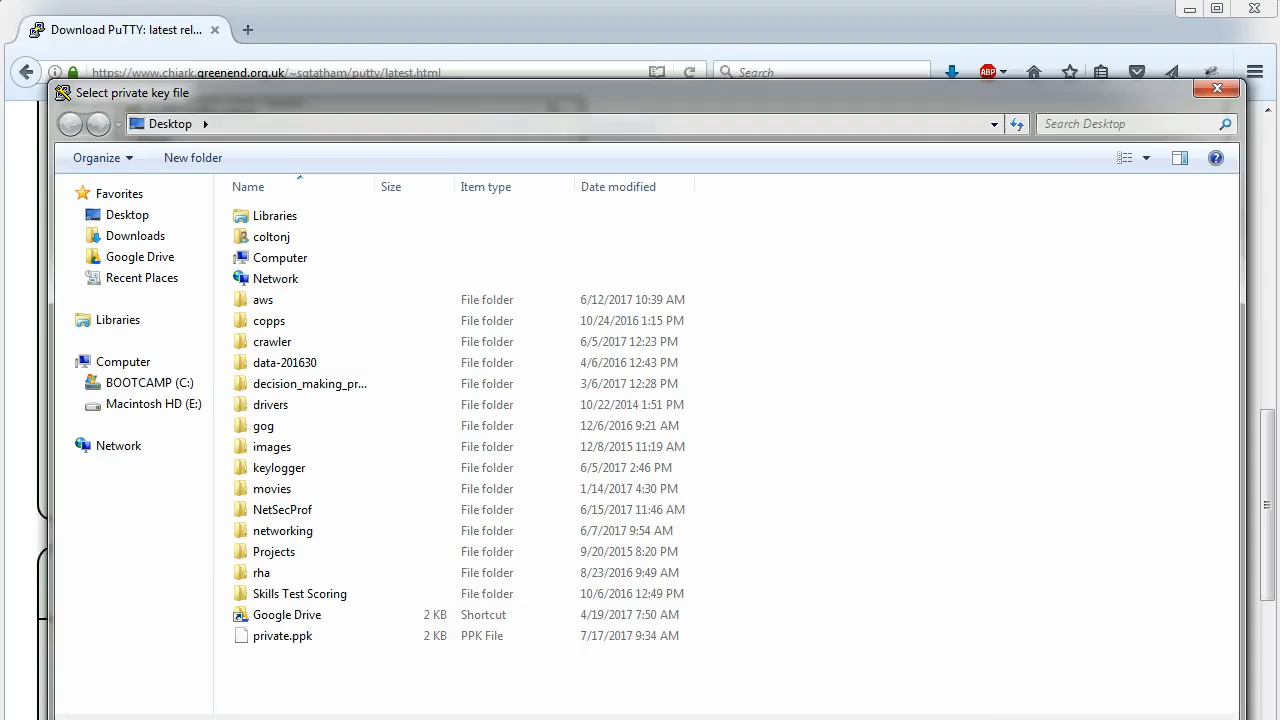 Download PuTTY: latest rel...
https://www.chiark.greenend.org.uk/~sgtatham/putty/latest.html
Search
ABP
Select private key file
Desktop
Search Desktop
Organize
New folder
Name
Size
Item type
Date modified
Favorites
Desktop
Downloads
Google Drive
Recent Places
Libraries
Computer
BOOTCAMP (C:)
Macintosh HD (E:)
Network
Libraries
coltonj
Computer
Network
aws File folder 6/12/2017 10:39 AM
copps File folder 10/24/2016 1:15 PM
crawler File folder 6/5/2017 12:23 PM
data-201630 File folder 4/6/2016 12:43 PM
decision_making_pr... File folder 3/6/2017 12:28 PM
drivers File folder 10/22/2014 1:51 PM
gog File folder 12/6/2016 9:21 AM
images File folder 12/8/2015 11:19 AM
keylogger File folder 6/5/2017 2:46 PM
movies File folder 1/14/2017 4:30 PM
NetSecProf File folder 6/15/2017 11:46 AM
networking File folder 6/7/2017 9:54 AM
Projects File folder 9/20/2015 8:20 PM
rha File folder 8/23/2016 9:49 AM
Skills Test Scoring File folder 10/6/2016 12:49 PM
Google Drive 2 KB Shortcut 4/19/2017 7:50 AM
private.ppk 2 KB PPK File 7/17/2017 9:34 AM